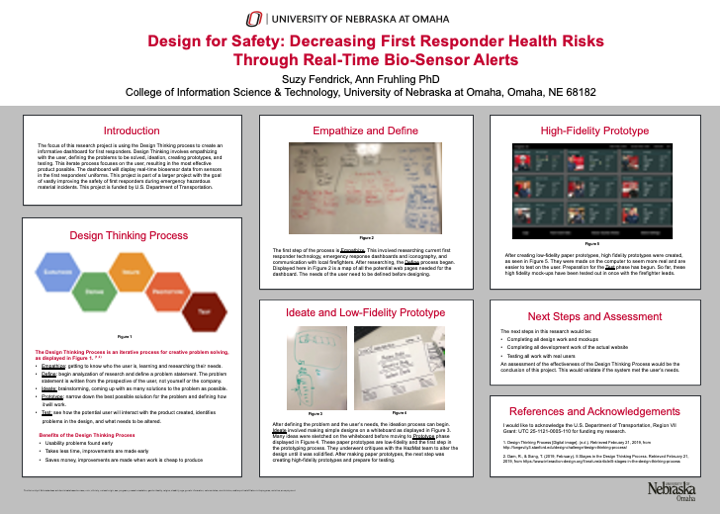 UNIVERSITY OF NEBRASKA AT OMAHA
Design for Safety: Decreasing First Responder Health Risks
Through Real-Time Bio-Sensor Alerts
Suzy Fendrick, Ann Fruhling PhD
College of Information Science & Technology, University of Nebraska at Omaha, Omaha, NE 68182
Introduction
The focus of this research project is using the Design Thinking process to create an
informative dashboard for first responders. Design Thinking involves empathizing
with the user, defining the problems to be solved, ideation, creating prototypes, and
testing. This iterate process focuses on the user, resulting in the most effective
product possible. The dashboard will display real-time biosensor data from sensors
in the first responders' uniforms. This project is part of a larger project with the goal
of vastly improving the safety of first responders during emergency hazardous
material incidents. This project is funded by U.S. Department of Transportation.
Design Thinking Process
EMPATHIZE
DEFINE
IDEATE
PROTOTYPE
TEST
Figure 1
The Design Thinking Process is an iterative process for creative problem solving,
as displayed in Figure 1.
• Empathize: getting to know who the user is, learning and researching their needs.
• Define: begin analyzation of research and define a problem statement. The problem
statement is written from the prospective of the user, not yourself or the company.
• Ideate: brainstorming, coming up with as many solutions to the problem as possible.
• Prototype: narrow down the best possible solution for the problem and defining how
it will work.
• Test: see how the potential user will interact with the product created, identifies
problems in the design, and what needs to be altered.
Benefits of the Design Thinking Process
• Usability problems found early
• Takes less time, improvements are made early
• Saves money, improvements are made when work is cheap to produce
Empathize and Define
Figure 2
The first step of the process is Empathize. This involved researching current first
responder technology, emergency response dashboards and iconography, and
communication with local firefighters. After researching, the Define process began.
Displayed here in Figure 2 is a map of all the potential web pages needed for the
dashboard. The needs of the user need to be defined before designing.
Ideate and Low-Fidelity Prototype
Figure 3
Figure 4
After defining the problem and the user's needs, the ideation process can begin.
Ideate involved making simple designs on a whiteboard as displayed in Figure 3.
Many ideas were sketched on the whiteboard before moving to Prototype phase
displayed in Figure 4. These paper prototypes are low-fidelity and the first step is
the prototyping process. They underwent critiques with the HazMat team to alter the
design until it was solidified. After making paper prototypes, the next step was
creating high-fidelity prototypes and prepare for testing.
High-Fidelity Prototype
Figure 5
After creating low-fidelity paper prototypes, high fidelity prototypes were created,
as seen in Figure 5. They were made on the computer to seem more real and are
easier to test on the user. Preparation for the Test phase has begun. So far, these
high fidelity mock-ups have been tested out in once with the firefighter leads.
Next Steps and Assessment
The next steps in this research would be:
• Completing all design work and mockups
• Completing all development work of the actual website
• Testing all work with real users
An assessment of the effectiveness of the Design Thinking Process would be the
conclusion of this project. This would validate if the system met the user's needs.
References and Acknowledgements
I would like to acknowledge the U.S. Department of Transportation, Region VII
Grant: UTC 25-1121-0005-110 for funding my research.
1: Design Thinking Process [Digital image]. (n.d.). Retrieved February 21, 2019, from
2: Dam, R., & Siang, T. (2019, February). 5 Stages in the Design Thinking Process. Retrieved February 21,
UNIVERSITY OF
Nebraska
Omaha